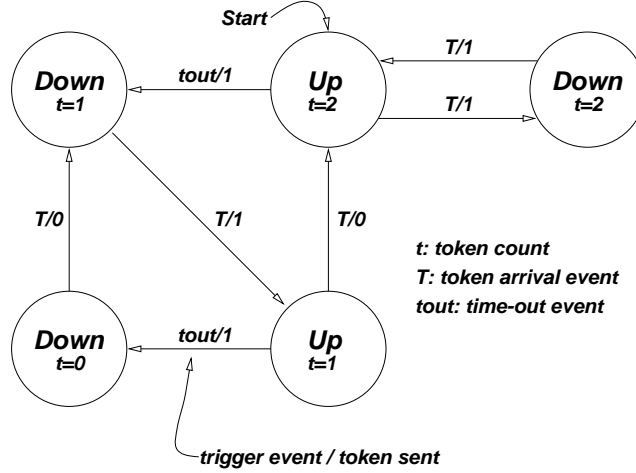 Start
Down
t=1
tout/1
Up
t=2
T/1
T/1
Down
t=2
T/0
T/1
T/0
t: token count
T: token arrival event
tout: time-out event
Down
t=0
tout/1
Up
t=1
trigger event / token sent